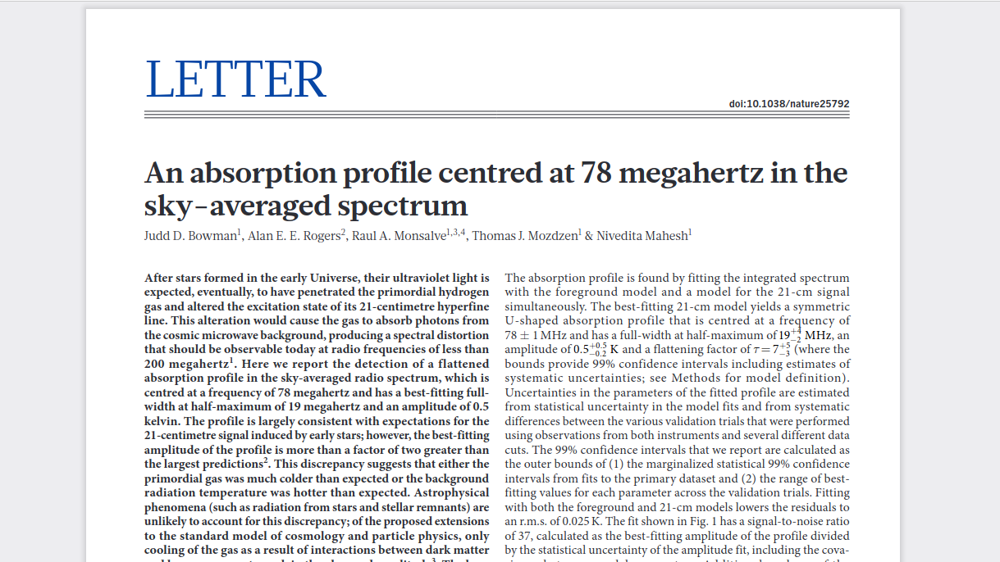 LETTER
doi:10.1038/nature25792
An absorption profile centred at 78 megahertz in the
sky-averaged spectrum
Judd D. Bowman1, Alan E. E. Rogers2, Raul A. Monsalve1,3,4, Thomas J. Mozdzen1 & Nivedita Mahesh1
After stars formed in the early Universe, their ultraviolet light is
expected, eventually, to have penetrated the primordial hydrogen
gas and altered the excitation state of its 21-centimetre hyperfine
line. This alteration would cause the gas to absorb photons from
the cosmic microwave background, producing a spectral distortion
that should be observable today at radio frequencies of less than
200 megahertz1. Here we report the detection of a flattened
absorption profile in the sky-averaged radio spectrum, which is
centred at a frequency of 78 megahertz and has a best-fitting full-
width at half-maximum of 19 megahertz and an amplitude of 0.5
kelvin. The profile is largely consistent with expectations for the
21-centimetre signal induced by early stars; however, the best-fitting
amplitude of the profile is more than a factor of two greater than
the largest predictions2. This discrepancy suggests that either the
primordial gas was much colder than expected or the background
radiation temperature was hotter than expected. Astrophysical
phenomena (such as radiation from stars and stellar remnants) are
unlikely to account for this discrepancy; of the proposed extensions
to the standard model of cosmology and particle physics, only
cooling of the gas as a result of interactions between dark matter
The absorption profile is found by fitting the integrated spectrum
with the foreground model and a model for the 21-cm signal
simultaneously. The best-fitting 21-cm model yields a symmetric
U-shaped absorption profile that is centred at a frequency of
78 ± 1 MHz and has a full-width at half-maximum of 19+4−2 MHz, an
amplitude of 0.5+0.5−0.2 K and a flattening factor of τ = 7+5−3 (where the
bounds provide 99% confidence intervals including estimates of
systematic uncertainties; see Methods for model definition).
Uncertainties in the parameters of the fitted profile are estimated
from statistical uncertainty in the model fits and from systematic
differences between the various validation trials that were performed
using observations from both instruments and several different data
cuts. The 99% confidence intervals that we report are calculated as
the outer bounds of (1) the marginalized statistical 99% confidence
intervals from fits to the primary dataset and (2) the range of best-
fitting values for each parameter across the validation trials. Fitting
with both the foreground and 21-cm models lowers the residuals to
an r.m.s. of 0.025 K. The fit shown in Fig. 1 has a signal-to-noise ratio
of 37, calculated as the best-fitting amplitude of the profile divided
by the statistical uncertainty of the amplitude fit, including the cova-